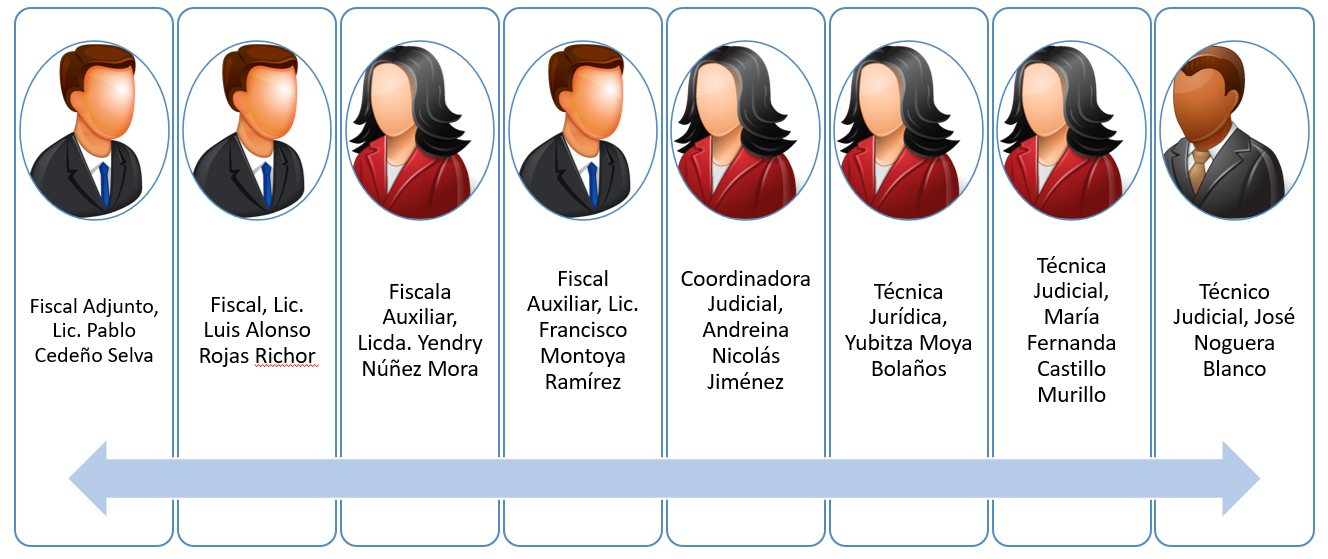 Fiscal Adjunto,
Lic. Pablo
Cedeño Selva
Fiscal, Lic.
Luis Alonso
Rojas Richor
Fiscala
Auxiliar,
Licda. Yendry
Núñez Mora
Fiscal
Auxiliar, Lic.
Francisco
Montoya
Ramírez
Coordinadora
Judicial,
Andreina
Nicolás
Jiménez
Técnica
Jurídica,
Yubitza Moya
Bolaños
Técnica
Judicial,
María
Fernanda
Castillo
Murillo
Técnico
Judicial, José
Noguera
Blanco